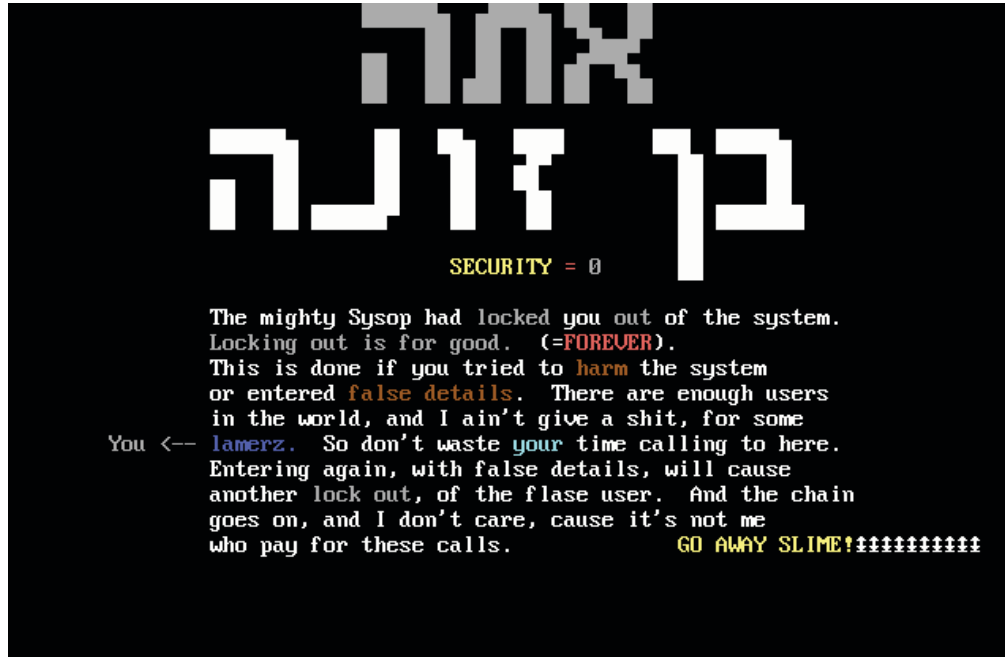 אתה
בן זונה
SECURITY = 0
The mighty Sysop had locked you out of the system.
Locking out is for good. (=FOREVER).
This is done if you tried to harm the system
or entered false details. There are enough users
in the world, and I ain't give a shit, for some
You <-- lamerz. So don't waste your time calling to here.
Entering again, with false details, will cause
another lock out, of the flase user. And the chain
goes on, and I don't care, cause it's not me
who pay for these calls. GO AWAY SLIME!‡‡‡‡‡‡‡‡‡‡